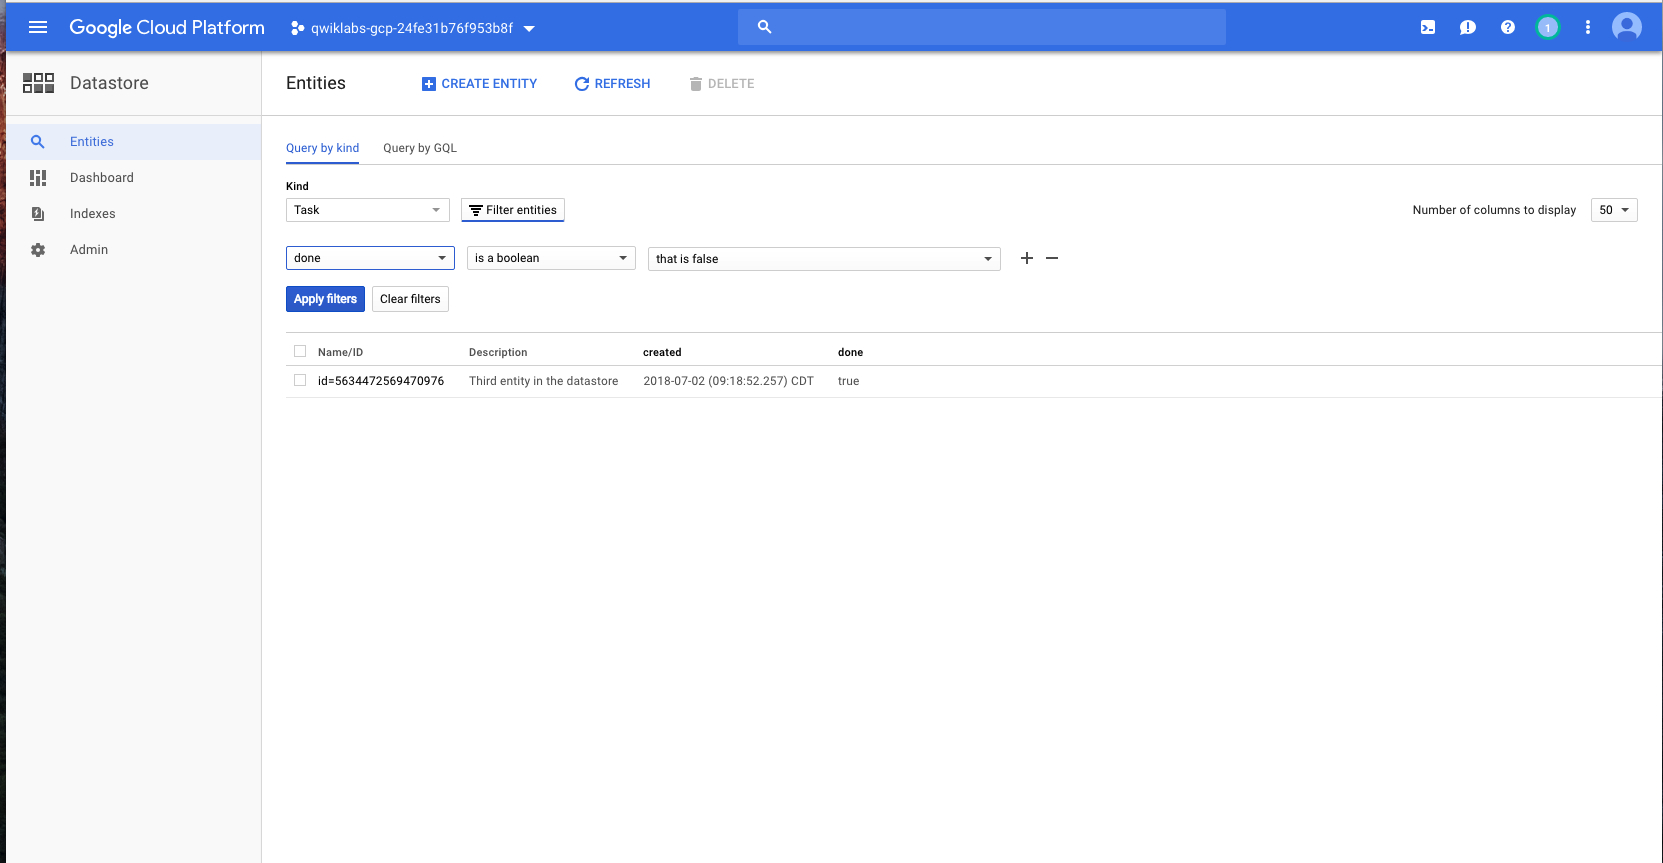 Google Cloud Platform
qwiklabs-gcp-24fe31b76f953b8f
1
Datastore
Entities
Dashboard
Indexes
Admin
Entities
CREATE ENTITY
REFRESH
DELETE
Query by kind
Query by GQL
Kind
Task
Filter entities
Number of columns to display
50
done
is a boolean
that is false
Apply filters
Clear filters
Name/ID Description created done
id=5634472569470976 Third entity in the datastore 2018-07-02 (09:18:52.257) CDT true